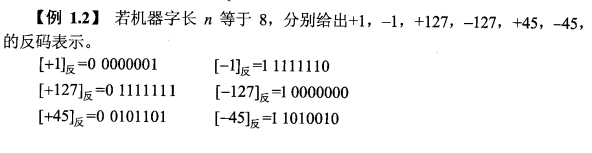 【例 1.2】 若机器字长 n 等于 8，分别给出+1，−1，+127，−127，+45，−45，
的反码表示。
[+1]反=0 0000001 [−1]反=1 1111110
[+127]反=0 1111111 [−127]反=1 0000000
[+45]反=0 0101101 [−45]反=1 1010010